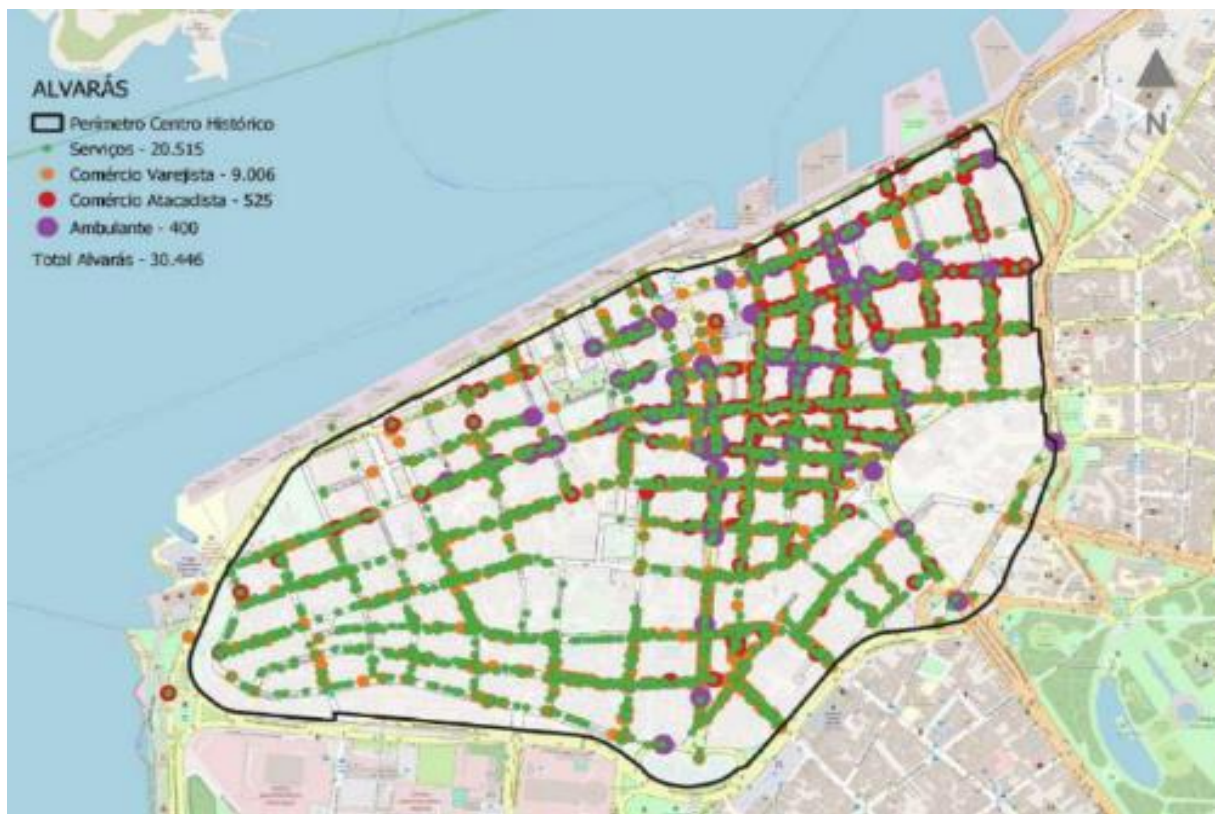 ALVARÁS
Perímetro Centro Histórico
Serviços - 20.515
Comércio Varejista - 9.006
Comércio Atacadista - 525
Ambulante - 400
Total Alvarás - 30.446
N